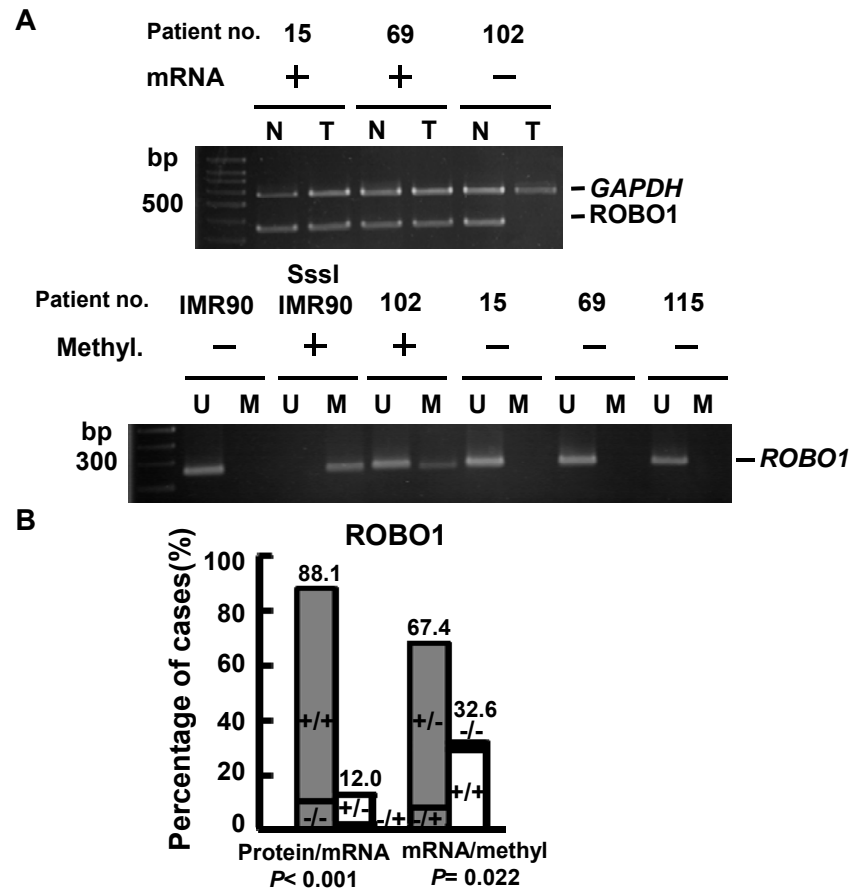 A
Patient no. 15 69 102
mRNA + + −
N T N T N T
bp
500
– GAPDH
– ROBO1
Patient no. IMR90 SssI IMR90 102 15 69 115
Methyl. − + + − − −
U M U M U M U M U M U M
bp
300
— ROBO1
B
ROBO1
Percentage of cases(%)
100
80
60
40
20
0
88.1
+/+
-/-
12.0
+/-
-/+
67.4
+/-
-/+
32.6
-/-
+/+
Protein/mRNA mRNA/methyl
P< 0.001 P= 0.022